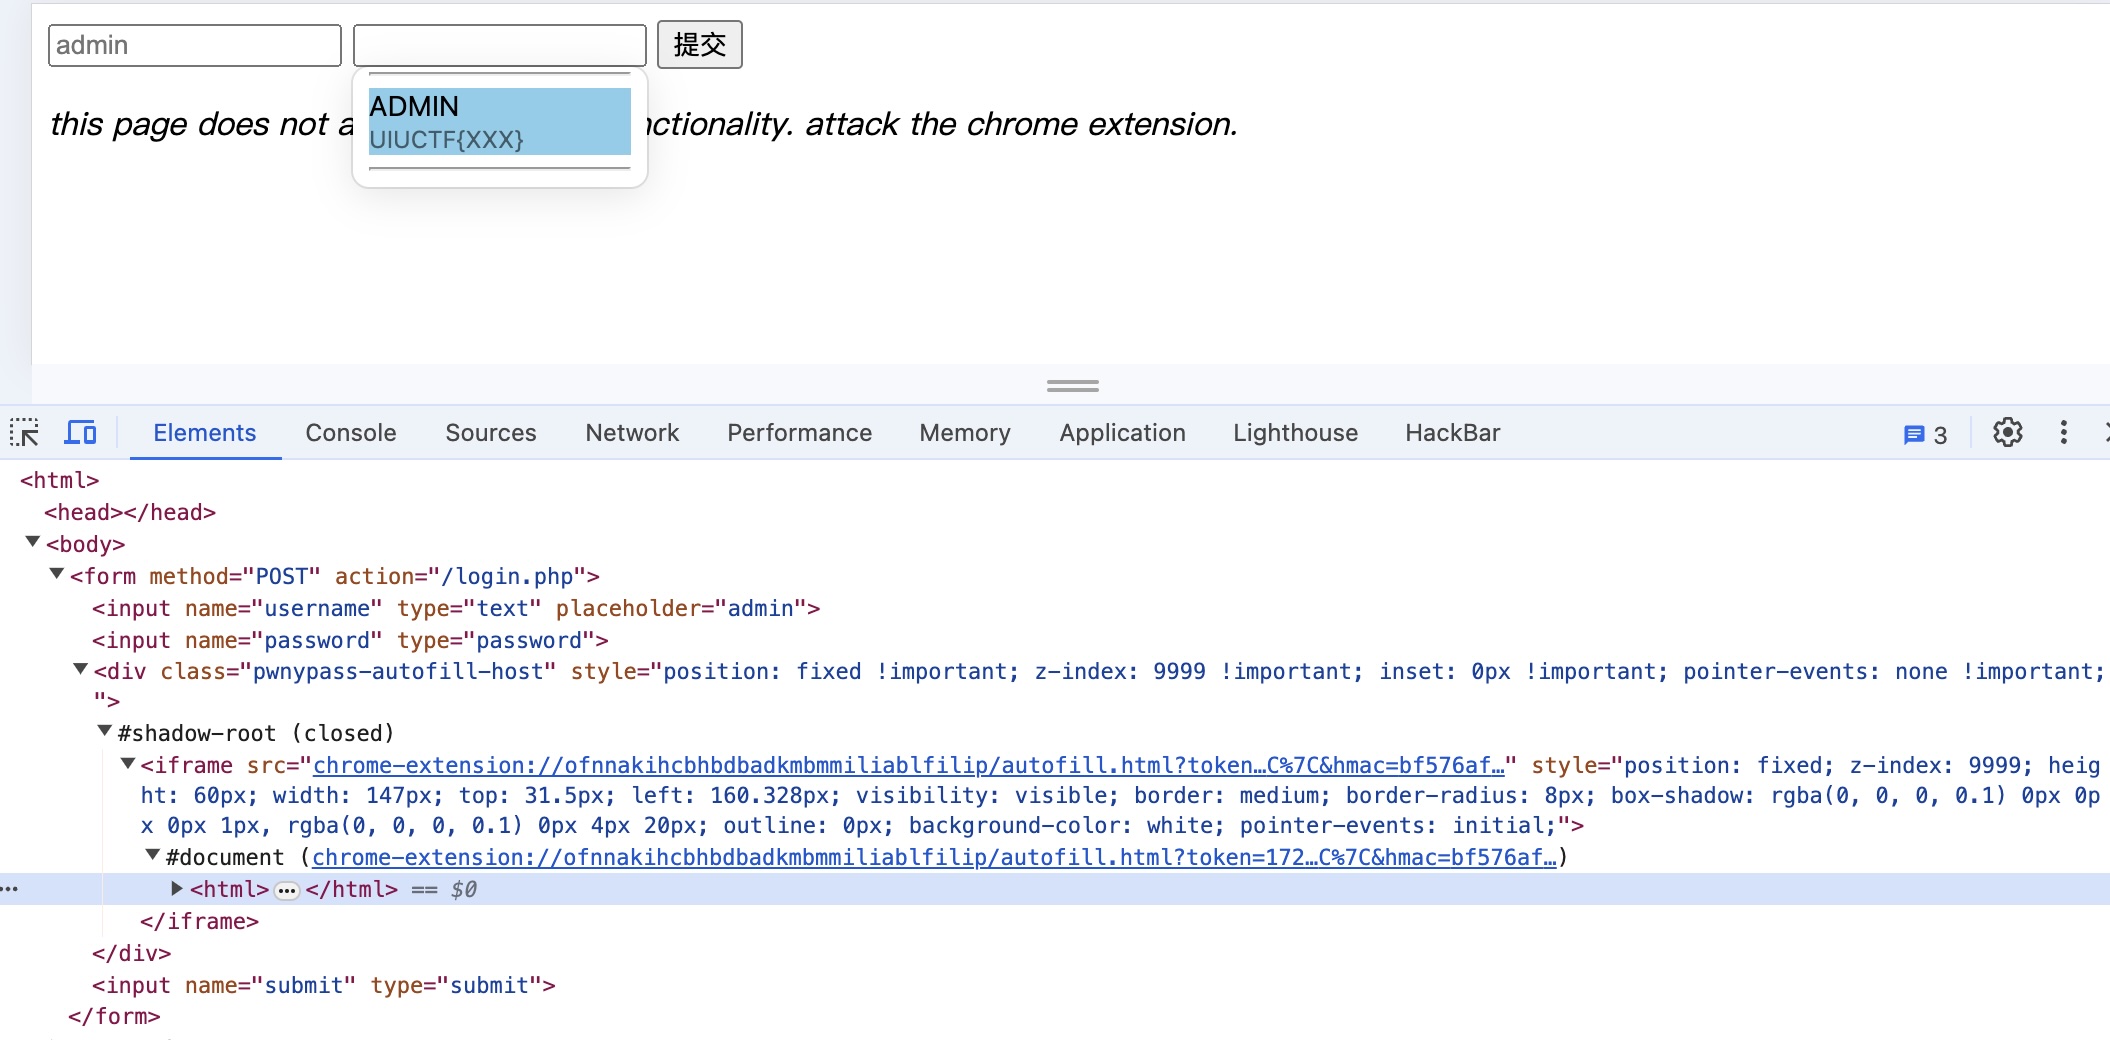 admin 提交
ADMIN
UIUCTF{XXX}
this page does not a nctionality. attack the chrome extension.
Elements Console Sources Network Performance Memory Application Lighthouse HackBar 3
<html>
<head></head>
<body>
<form method="POST" action="/login.php">
<input name="username" type="text" placeholder="admin">
<input name="password" type="password">
<div class="pwnypass-autofill-host" style="position: fixed !important; z-index: 9999 !important; inset: 0px !important; pointer-events: none !important;
">
#shadow-root (closed)
<iframe src="chrome-extension://ofnnakihcbhbdbadkmbmmiliablfilip/autofill.html?token…C%7C&hmac=bf576af…" style="position: fixed; z-index: 9999; heig
ht: 60px; width: 147px; top: 31.5px; left: 160.328px; visibility: visible; border: medium; border-radius: 8px; box-shadow: rgba(0, 0, 0, 0.1) 0px 0p
x 0px 1px, rgba(0, 0, 0, 0.1) 0px 4px 20px; outline: 0px; background-color: white; pointer-events: initial;">
#document (chrome-extension://ofnnakihcbhbdbadkmbmmiliablfilip/autofill.html?token=172…C%7C&hmac=bf576af…)
<html>…</html> == $0
</iframe>
</div>
<input name="submit" type="submit">
</form>